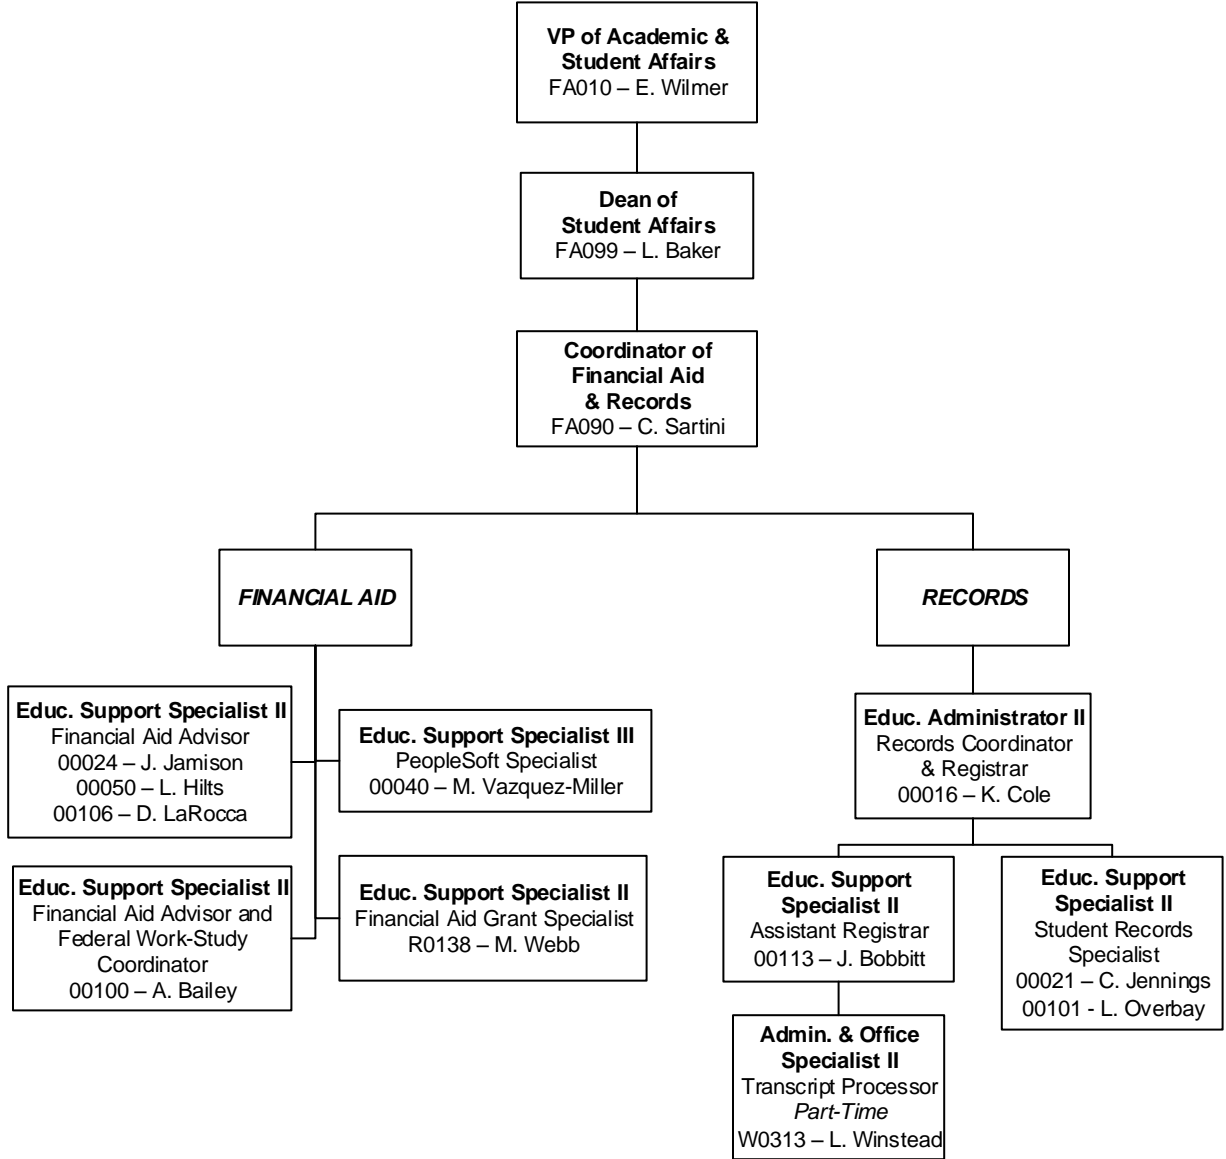 VP of Academic &
Student Affairs
FA010 – E. Wilmer
Dean of
Student Affairs
FA099 – L. Baker
Coordinator of
Financial Aid
& Records
FA090 – C. Sartini
FINANCIAL AID
RECORDS
Educ. Support Specialist II
Financial Aid Advisor
00024 – J. Jamison
00050 – L. Hilts
00106 – D. LaRocca
Educ. Support Specialist III
PeopleSoft Specialist
00040 – M. Vazquez-Miller
Educ. Support Specialist II
Financial Aid Advisor and
Federal Work-Study
Coordinator
00100 – A. Bailey
Educ. Support Specialist II
Financial Aid Grant Specialist
R0138 – M. Webb
Educ. Administrator II
Records Coordinator
& Registrar
00016 – K. Cole
Educ. Support
Specialist II
Assistant Registrar
00113 – J. Bobbitt
Educ. Support
Specialist II
Student Records
Specialist
00021 – C. Jennings
00101 - L. Overbay
Admin. & Office
Specialist II
Transcript Processor
Part-Time
W0313 – L. Winstead